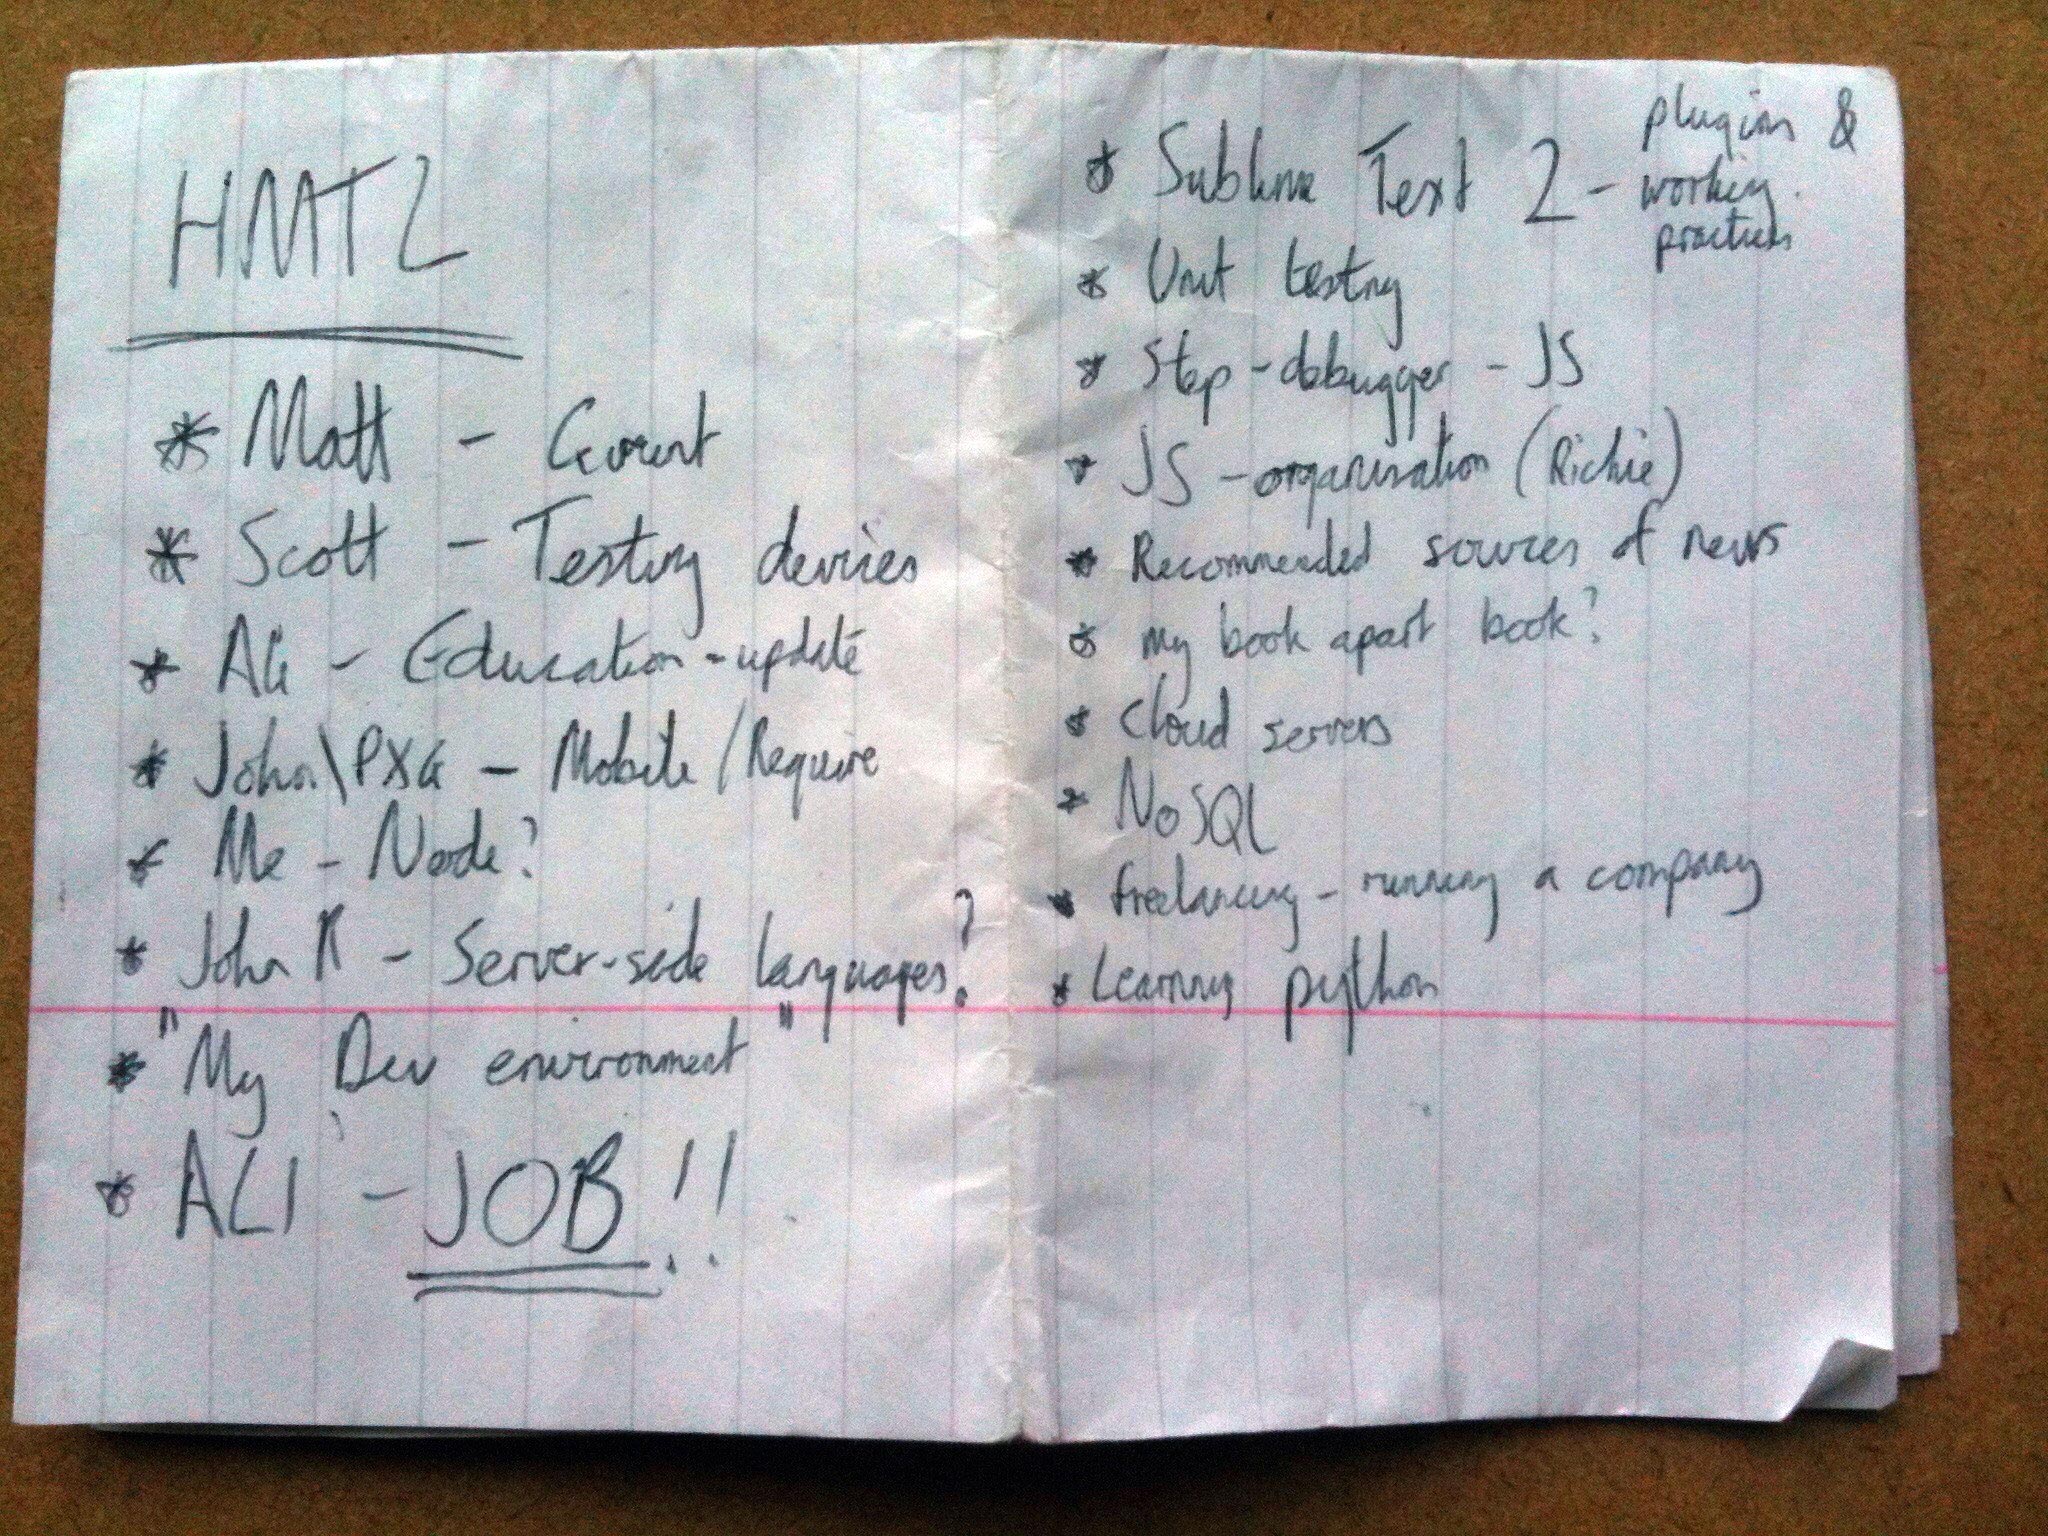 HMTL
* Matt - Current
* Scott - Testing devices
* Ali - Education - update
* John\PXG - Mobile / Require
* Me - Node?
* John K - Server-side languages?
* "My Dev environment"
* ALI - JOB!!
* Sublime Text 2 - plugins &
working
practices
* Unit testing
* Step-debugger - JS
* JS - organisation (Richie)
* Recommended sources of news
* my book apart book?
* Cloud servers
* NoSQL
* freelancing - running a company
* Learning python